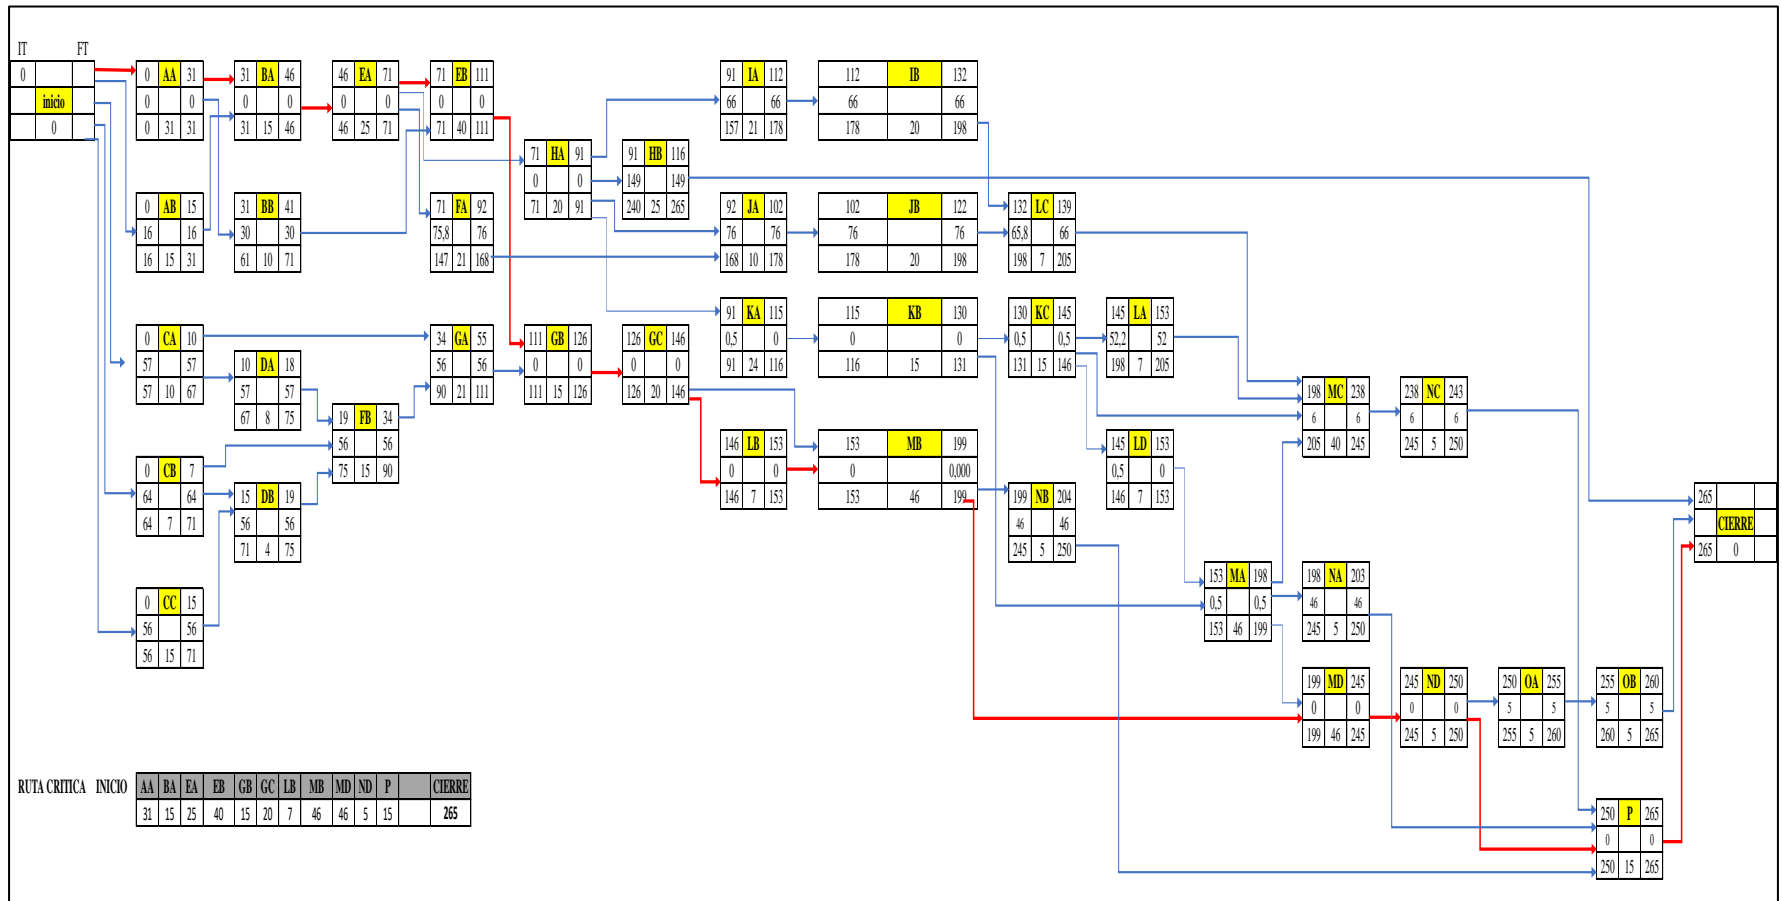 IT FT
0
inicio
0
0 AA 31
0 0
0 31 31
31 BA 46
0 0
31 15 46
46 EA 71
0 0
46 25 71
71 EB 111
0 0
71 40 111
91 IA 112
66 66
157 21 178
112 IB 132
66 66
178 20 198
71 HA 91
0 0
71 20 91
91 HB 116
149 149
240 25 265
0 AB 15
16 16
16 15 31
31 BB 41
30 30
61 10 71
71 FA 92
75,8 76
147 21 168
92 JA 102
76 76
168 10 178
102 JB 122
76 76
178 20 198
132 LC 139
65,8 66
198 7 205
91 KA 115
0,5 0
91 24 116
115 KB 130
0 0
116 15 131
130 KC 145
0,5 0,5
131 15 146
145 LA 153
52,2 52
198 7 205
0 CA 10
57 57
57 10 67
10 DA 18
57 57
67 8 75
34 GA 55
56 56
90 21 111
111 GB 126
0 0
111 15 126
126 GC 146
0 0
126 20 146
19 FB 34
56 56
75 15 90
198 MC 238
6 6
205 40 245
238 NC 243
6 6
245 5 250
0 CB 7
64 64
64 7 71
15 DB 19
56 56
71 4 75
146 LB 153
0 0
146 7 153
153 MB 199
0 0,000
153 46 199
145 LD 153
0,5 0
146 7 153
199 NB 204
46 46
245 5 250
265
CIERRE
265 0
0 CC 15
56 56
56 15 71
153 MA 198
0,5 0,5
153 46 199
198 NA 203
46 46
245 5 250
199 MD 245
0 0
199 46 245
245 ND 250
0 0
245 5 250
250 OA 255
5 5
255 5 260
255 OB 260
5 5
260 5 265
RUTA CRITICA INICIO AA BA EA EB GB GC LB MB MD ND P CIERRE
31 15 25 40 15 20 7 46 46 5 15 265
250 P 265
0 0
250 15 265